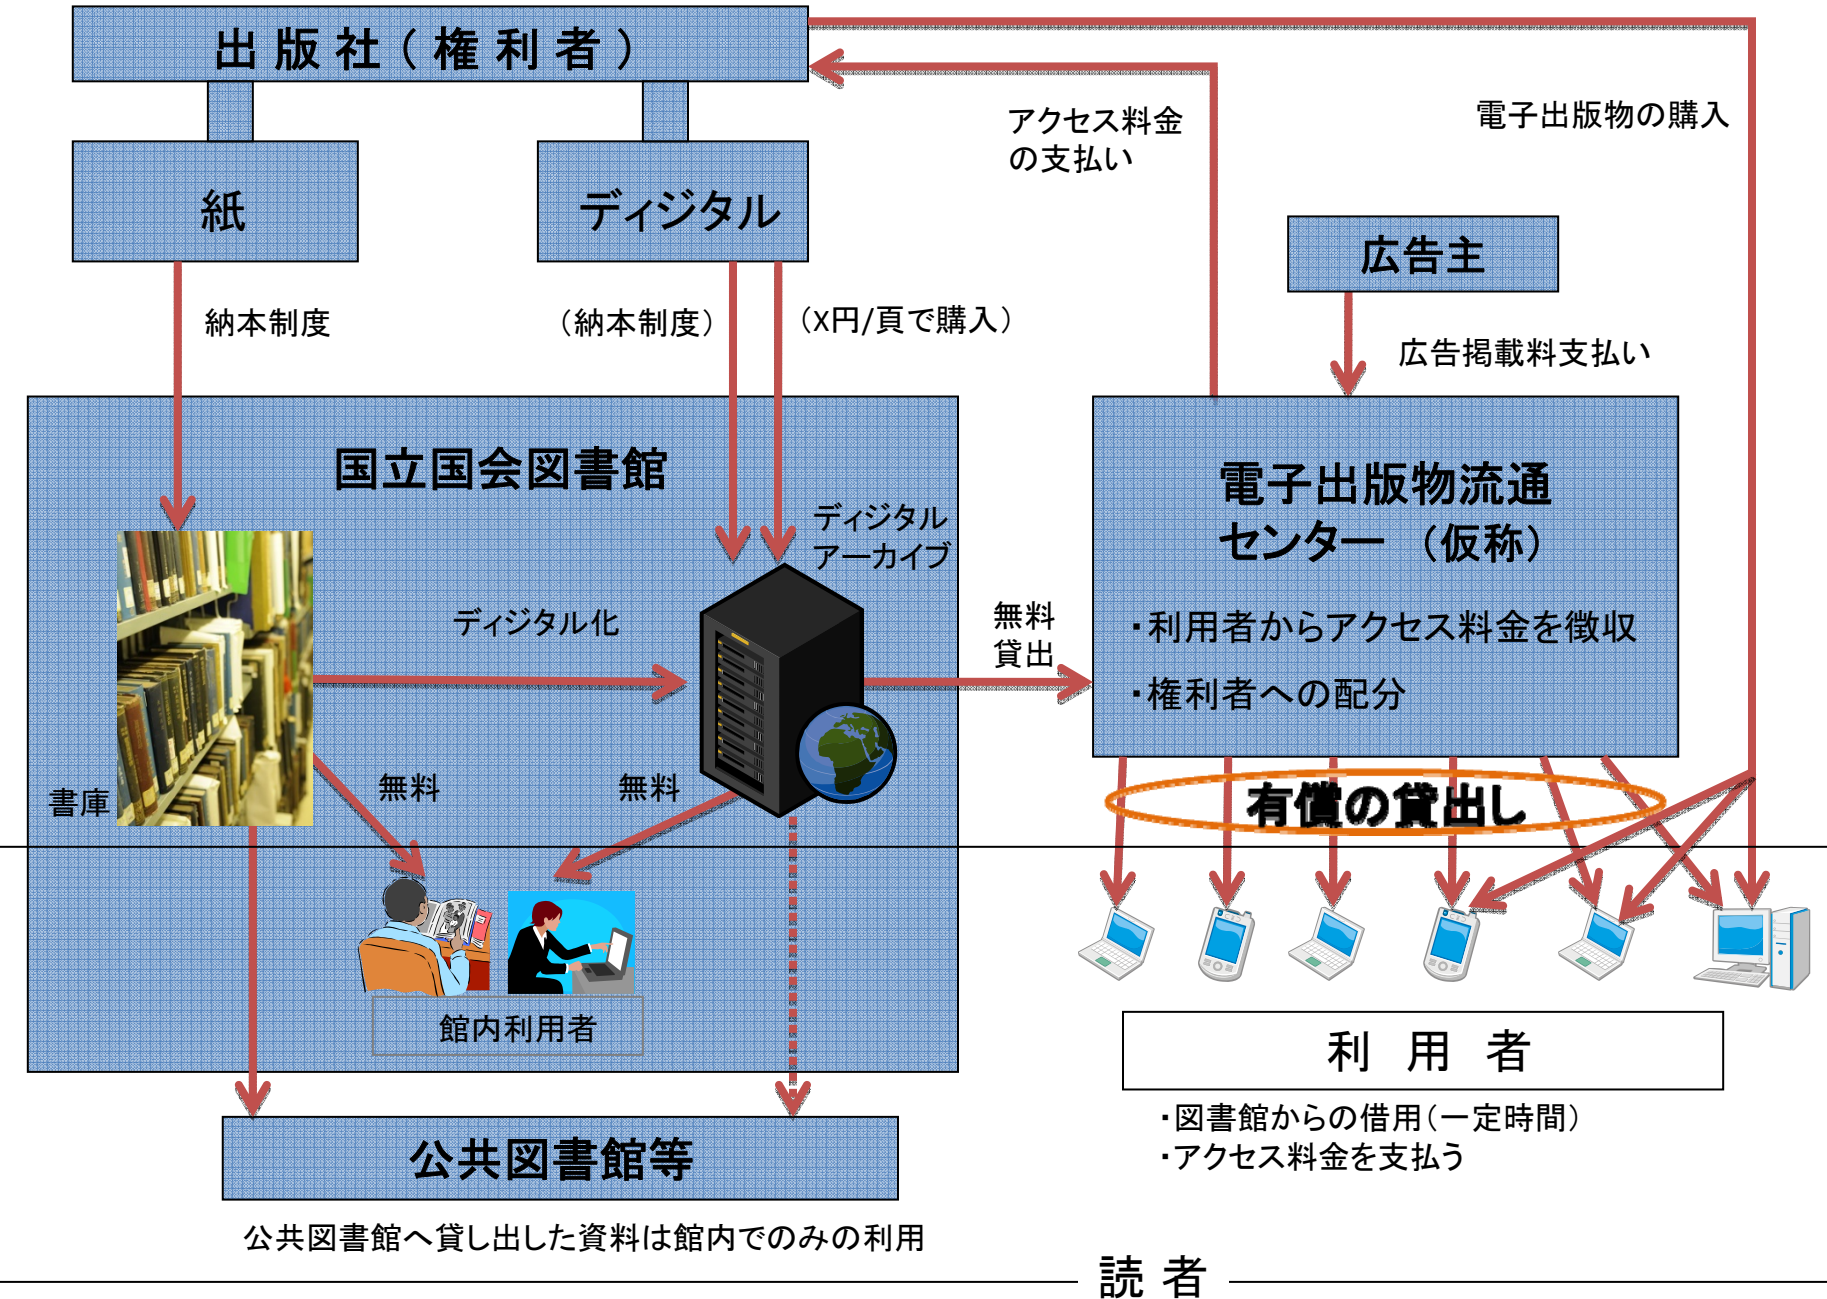 出版社(権利者)
紙
ディジタル
アクセス料金
の支払い
電子出版物の購入
広告主
納本制度
(納本制度)
(X円/頁で購入)
広告掲載料支払い
国立国会図書館
ディジタル
アーカイブ
電子出版物流通
センター (仮称)
・利用者からアクセス料金を徴収
・権利者への配分
ディジタル化
無料
貸出
書庫
無料
無料
有償の貸出し
館内利用者
利 用 者
・図書館からの借用(一定時間)
・アクセス料金を支払う
公共図書館等
公共図書館へ貸し出した資料は館内でのみの利用
読 者